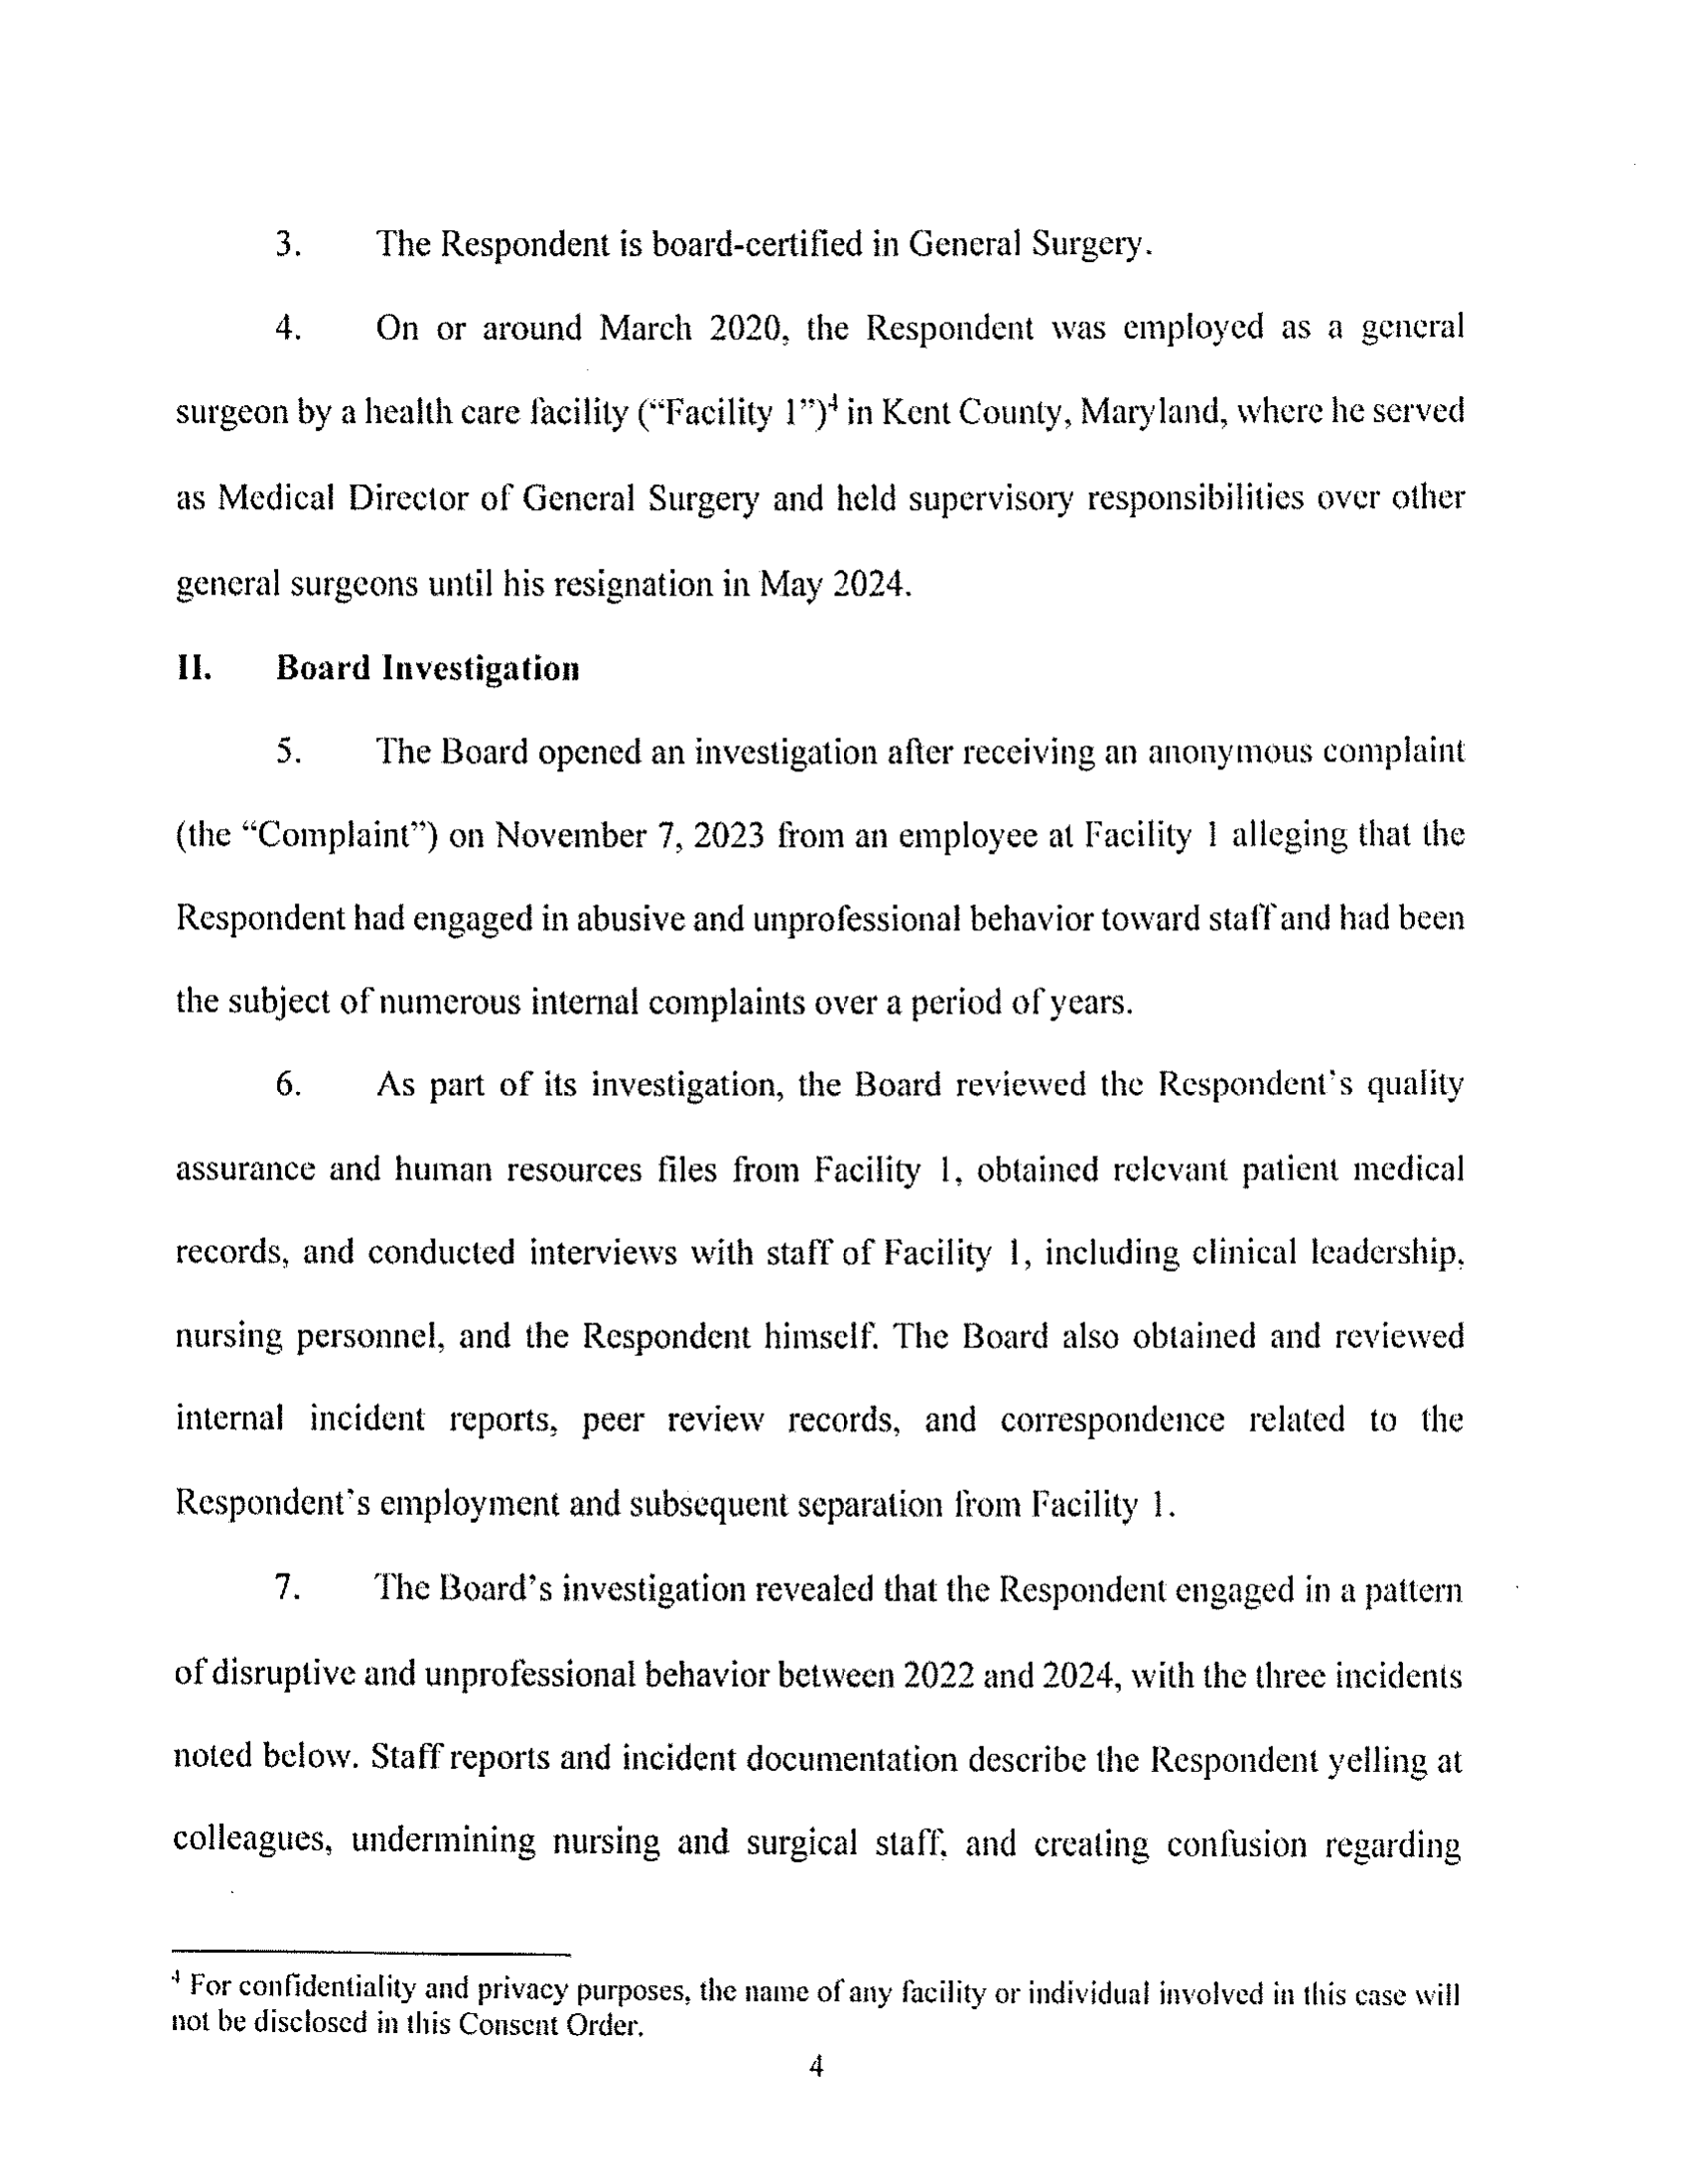 3. The Respondent is board-certified in General Surgery.
4. On or around March 2020, the Respondent was employed as a general
surgeon by a health care facility (“Facility 1”)4 in Kent County, Maryland, where he served
as Medical Director of General Surgery and held supervisory responsibilities over other
general surgeons until his resignation in May 2024.
II. Board Investigation
5. The Board opened an investigation after receiving an anonymous complaint
(the “Complaint”) on November 7, 2023 from an employee at Facility 1 alleging that the
Respondent had engaged in abusive and unprofessional behavior toward staff and had been
the subject of numerous internal complaints over a period of years.
6. As part of its investigation, the Board reviewed the Respondent's quality
assurance and human resources files from Facility 1, obtained relevant patient medical
records, and conducted interviews with staff of Facility 1, including clinical leadership,
nursing personnel, and the Respondent himself. The Board also obtained and reviewed
internal incident reports, peer review records, and correspondence related to the
Respondent's employment and subsequent separation from Facility 1.
7. The Board’s investigation revealed that the Respondent engaged in a pattern
of disruptive and unprofessional behavior between 2022 and 2024, with the three incidents
noted below. Staff reports and incident documentation describe the Respondent yelling at
colleagues, undermining nursing and surgical staff, and creating confusion regarding
4 For confidentiality and privacy purposes, the name of any facility or individual involved in this case will
not be disclosed in this Consent Order.
4